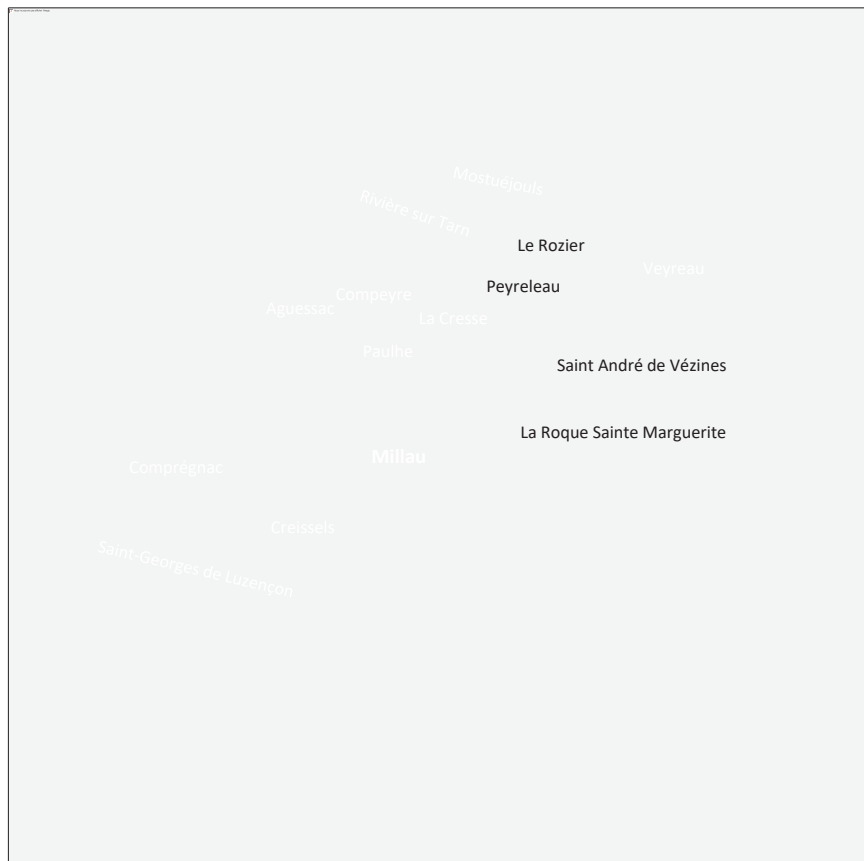 Mostuéjouls
Rivière sur Tarn
Le Rozier
Veyreau
Peyreleau
Compeyre
Aguessac
La Cresse
Paulhe
Saint André de Vézines
La Roque Sainte Marguerite
Millau
Comprégnac
Creissels
Saint-Georges de Luzençon